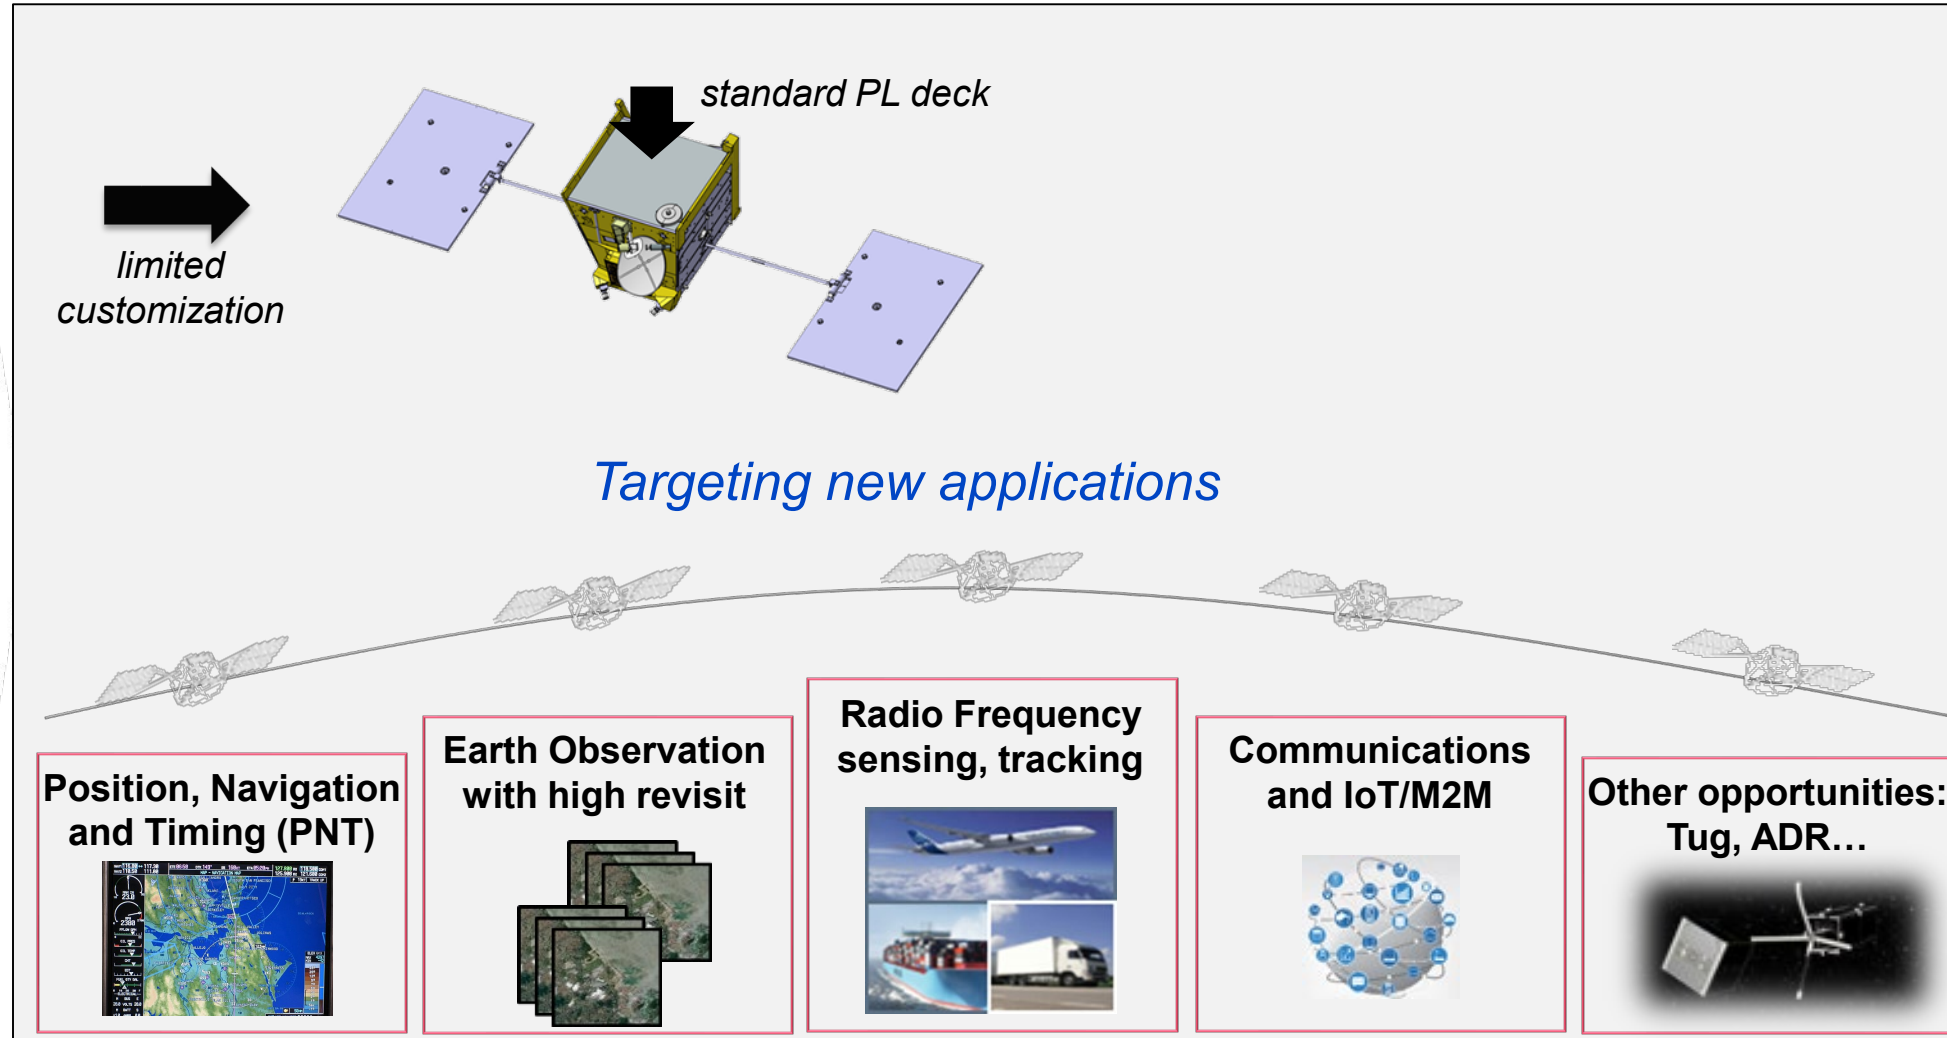 standard PL deck
limited
customization
Targeting new applications
Position, Navigation
and Timing (PNT)
Earth Observation
with high revisit
Radio Frequency
sensing, tracking
Communications
and IoT/M2M
Other opportunities:
Tug, ADR…